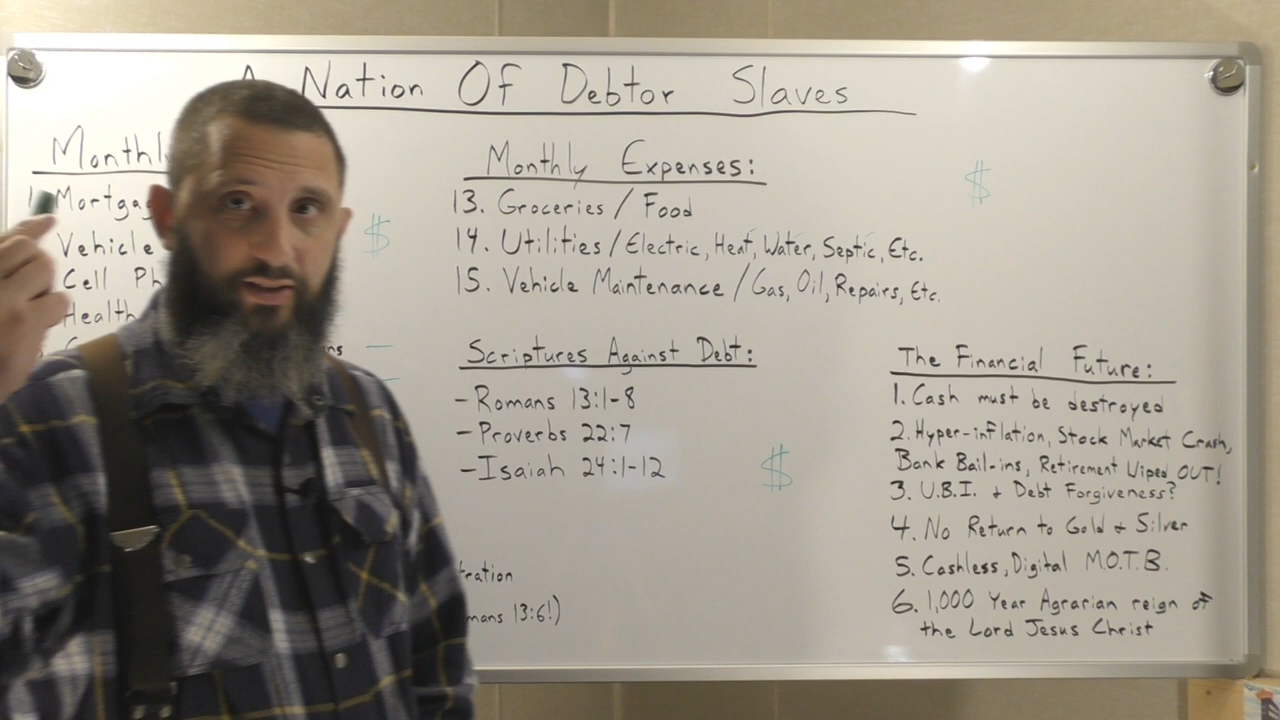 A Nation Of Debtor Slaves
Monthly
1. Mortgag
Vehicle
Cell Ph
Health
ns
tration
mans 13:6!)
$
Monthly Expenses:
13. Groceries / Food
14. Utilities / Electric, Heat, Water, Septic, Etc.
15. Vehicle Maintenance / Gas, Oil, Repairs, Etc.
$
Scriptures Against Debt:
- Romans 13:1-8
- Proverbs 22:7
- Isaiah 24:1-12
$
The Financial Future:
1. Cash must be destroyed
2. Hyper-inflation, Stock Market Crash,
Bank Bail-ins, Retirement Wiped OUT!
3. U.B.I. + Debt Forgiveness?
4. No Return to Gold + Silver
5. Cashless, Digital M.O.T.B.
6. 1,000 Year Agrarian reign of
the Lord Jesus Christ